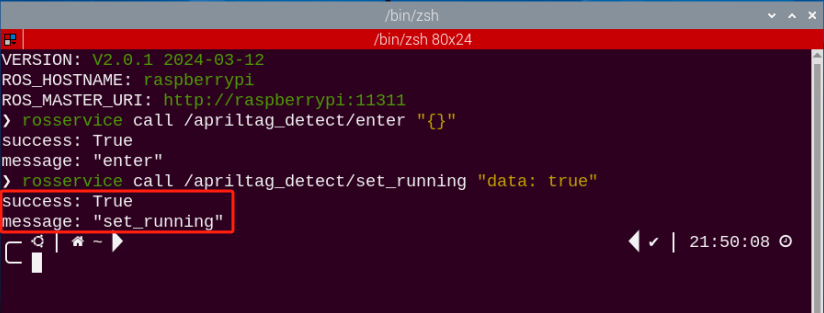 /bin/zsh
/bin/zsh 80x24
VERSION: V2.0.1 2024-03-12
ROS_HOSTNAME: raspberrypi
ROS_MASTER_URI: http://raspberrypi:11311
❯ rosservice call /apriltag_detect/enter "{}"
success: True
message: "enter"
❯ rosservice call /apriltag_detect/set_running "data: true"
success: True
message: "set_running"
~ ✔ 21:50:08